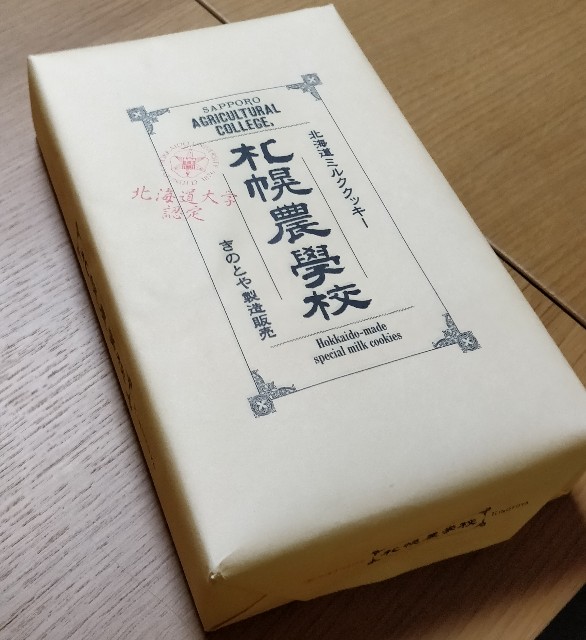 SAPPORO
AGRICULTURAL
COLLEGE,
北海道ミルククッキー
札幌農學校
きのとや製造販売
北海道大学
認定
Hokkaido-made
special milk cookies
札幌農學校